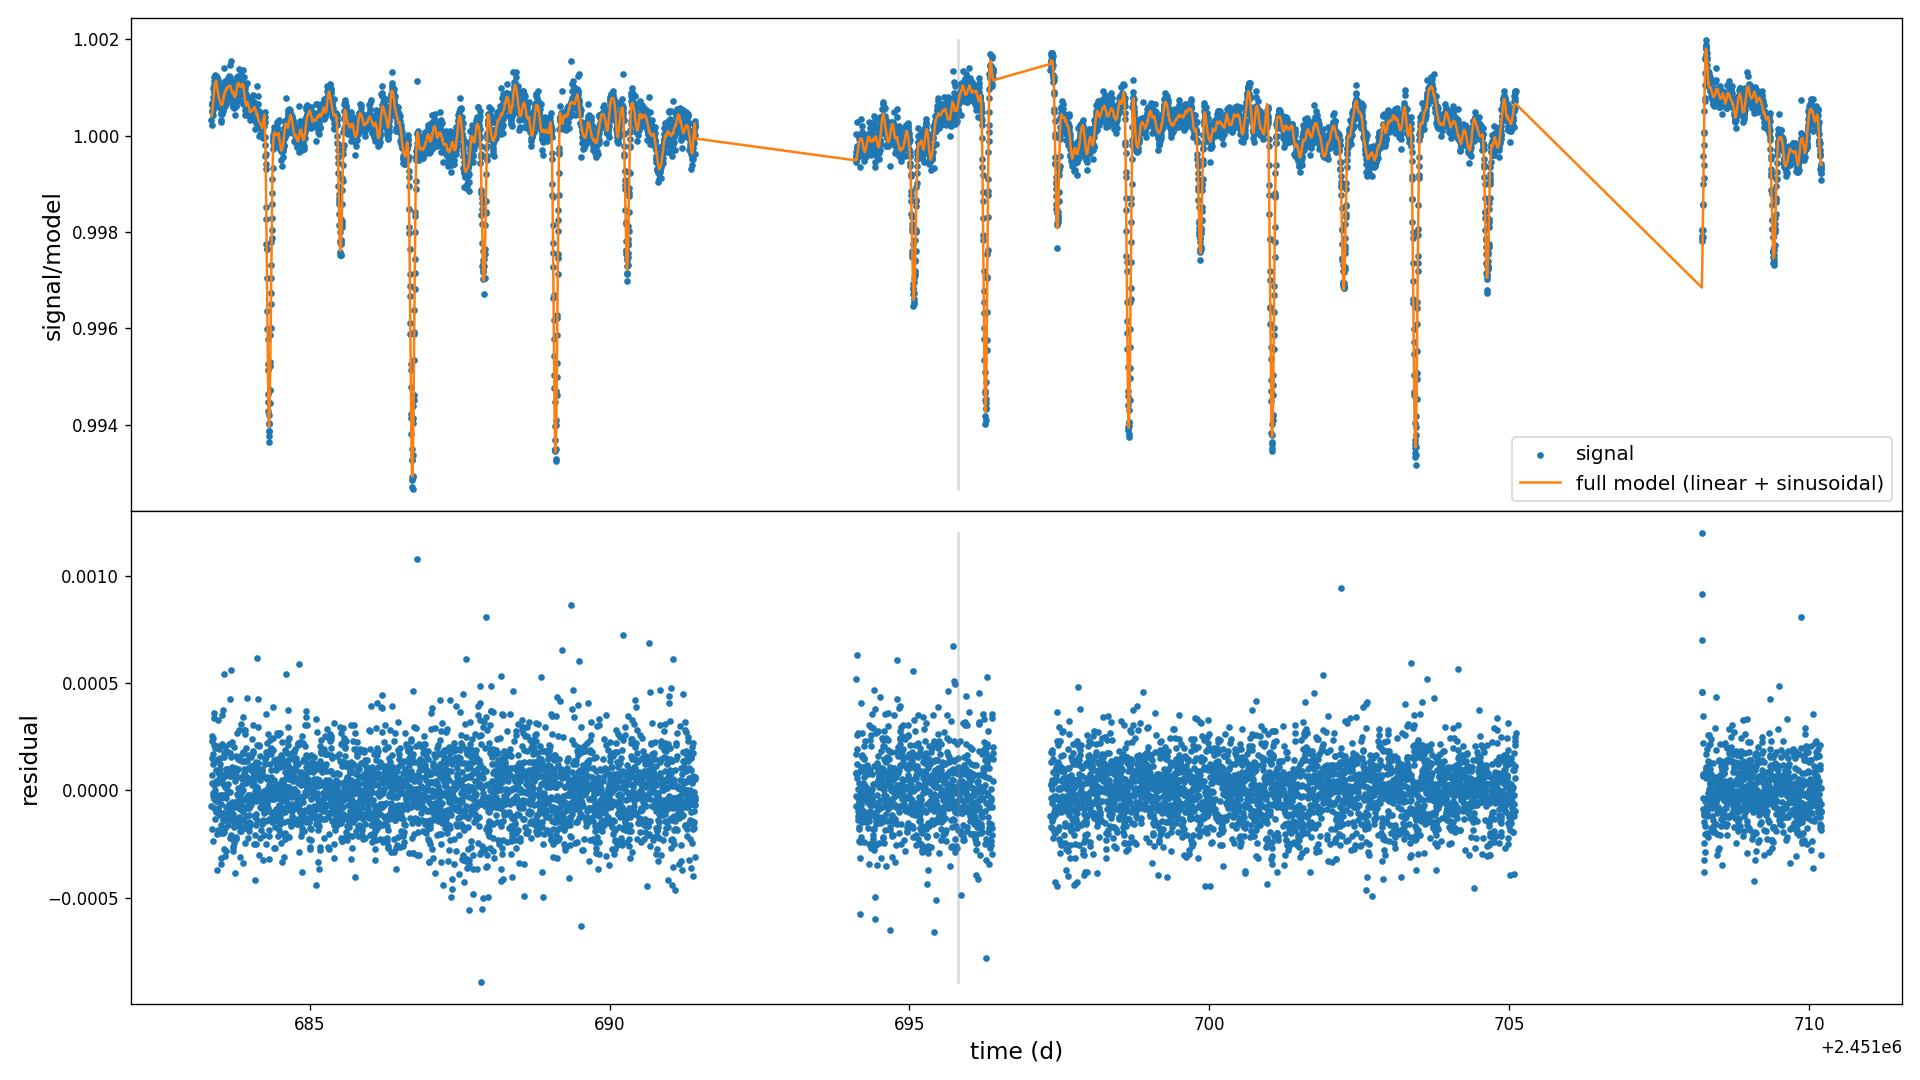 1.002
1.000
0.998
0.996
0.994
signal/model
signal
full model (linear + sinusoidal)
0.0010
0.0005
0.0000
−0.0005
residual
685
690
695
700
705
710
time (d)
+2.451e6